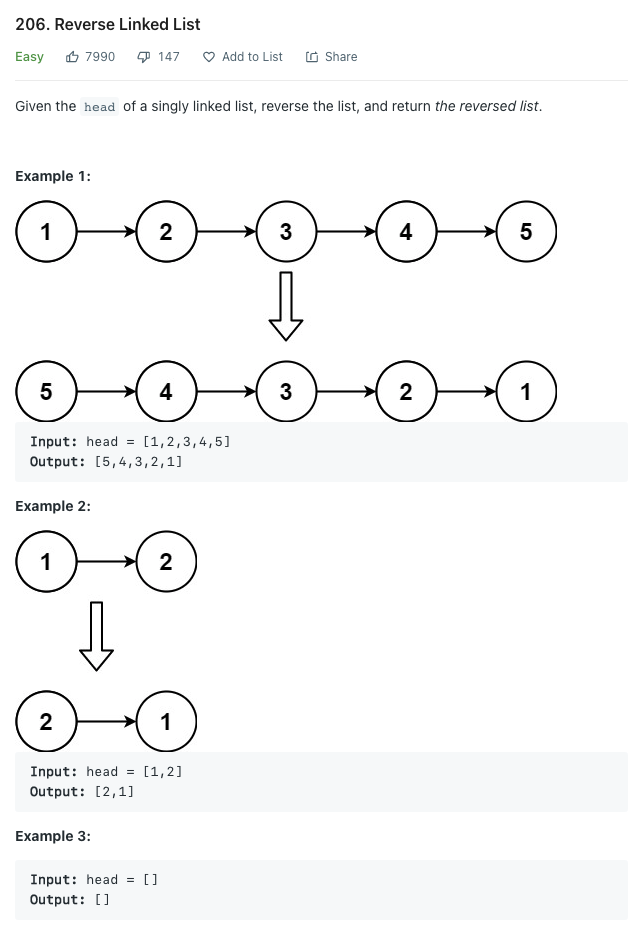 206. Reverse Linked List
Easy 7990 147 Add to List Share
Given the head of a singly linked list, reverse the list, and return the reversed list.
Example 1:
1 2 3 4 5
5 4 3 2 1
Input: head = [1,2,3,4,5]
Output: [5,4,3,2,1]
Example 2:
1 2
2 1
Input: head = [1,2]
Output: [2,1]
Example 3:
Input: head = []
Output: []